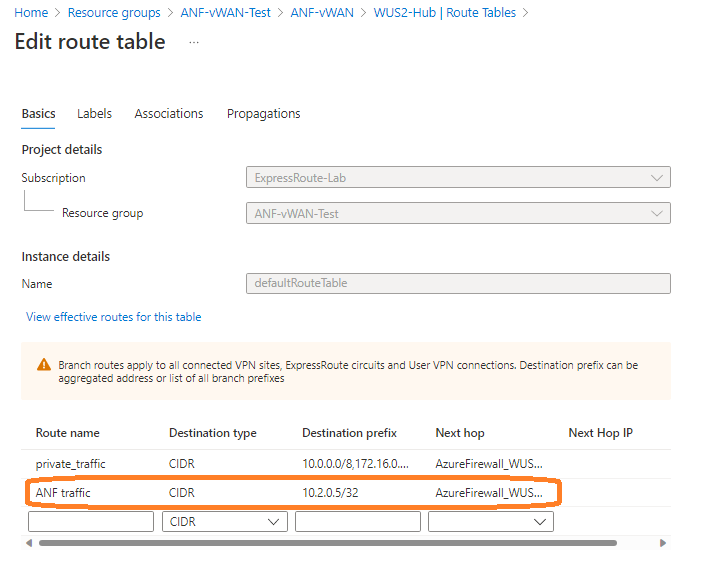 Home > Resource groups > ANF-vWAN-Test > ANF-vWAN > WUS2-Hub | Route Tables >
Edit route table ...
Basics Labels Associations Propagations
Project details
Subscription ExpressRoute-Lab
Resource group ANF-vWAN-Test
Instance details
Name defaultRouteTable
View effective routes for this table
Branch routes apply to all connected VPN sites, ExpressRoute circuits and User VPN connections. Destination prefix can be
aggregated address or list of all branch prefixes
Route name Destination type Destination prefix Next hop Next Hop IP
private_traffic CIDR 10.0.0.0/8,172.16.0.... AzureFirewall_WUS...
ANF traffic CIDR 10.2.0.5/32 AzureFirewall_WUS...
CIDR